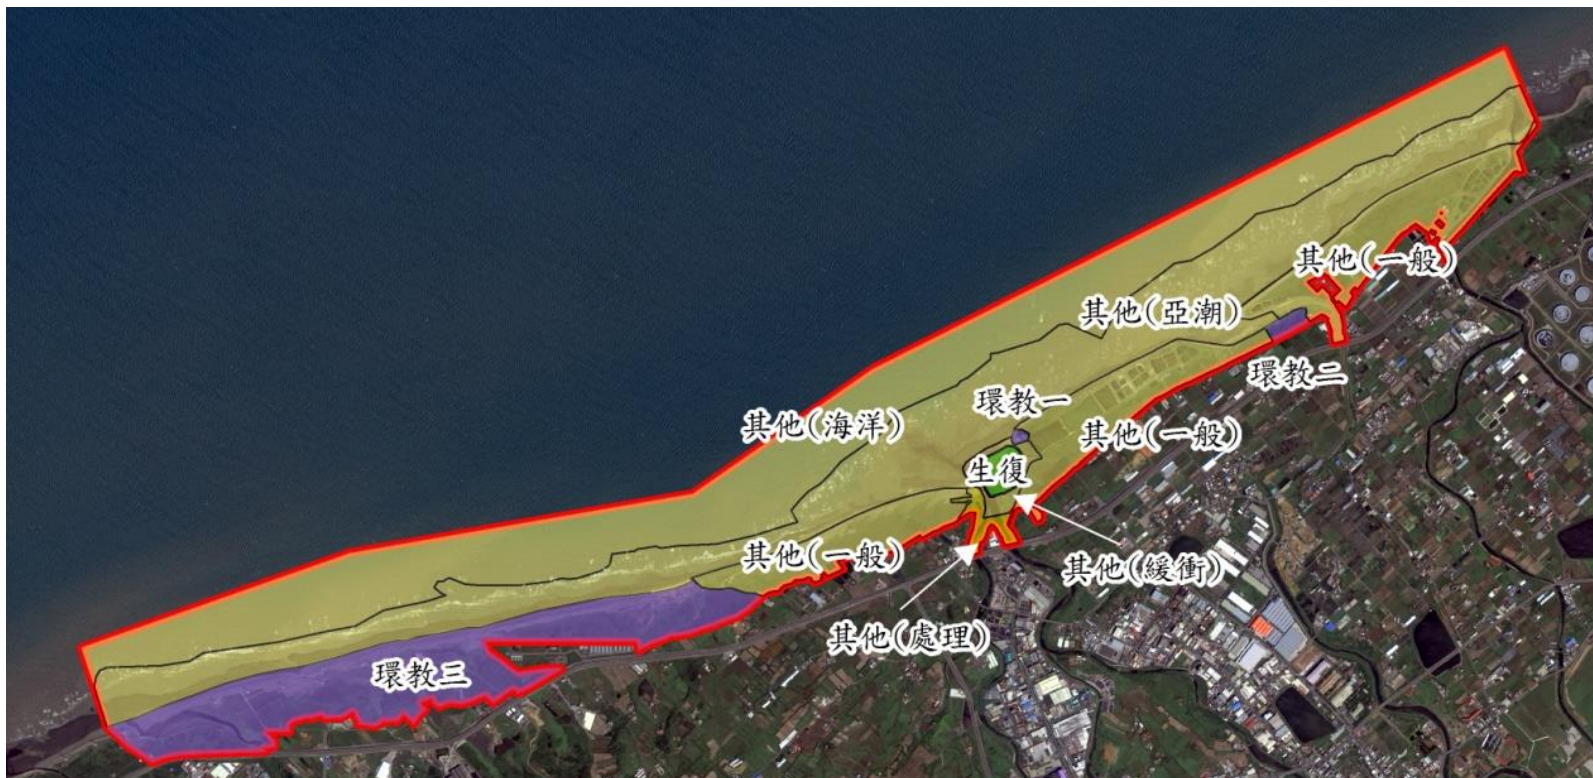 其他(一般)
其他(亞潮)
環教二
環教一
其他(海洋)
其他(一般)
生復
其他(一般)
其他(緩衝)
其他(處理)
環教三